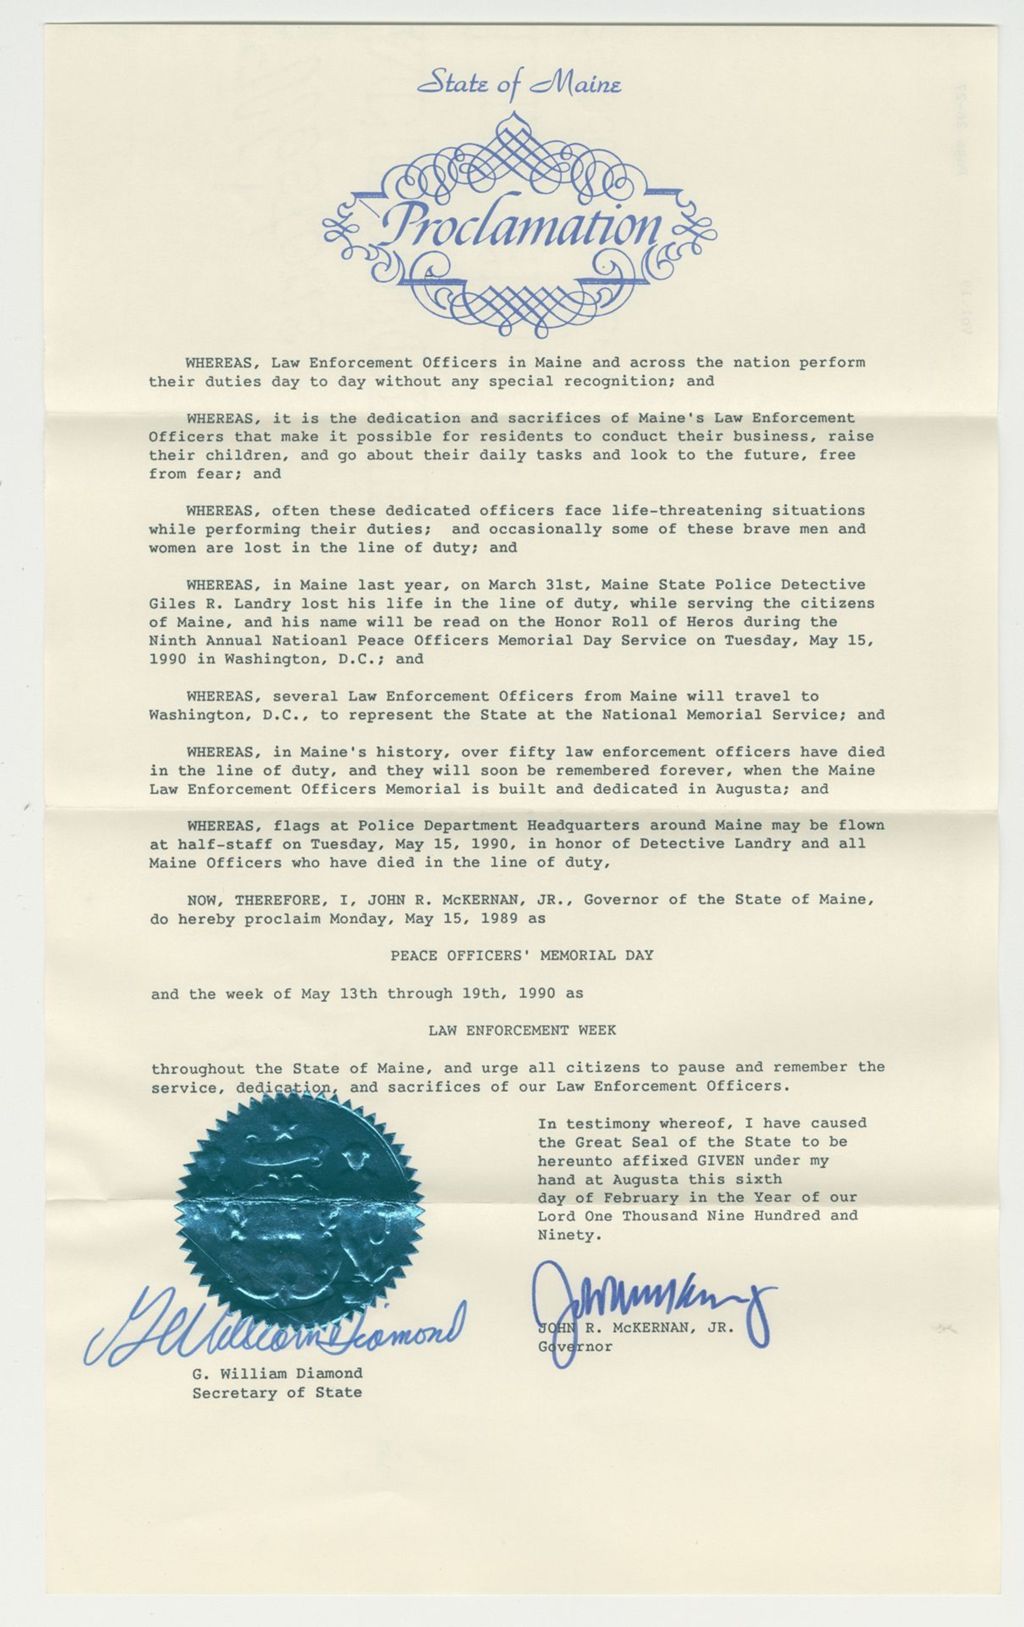 State of Maine
Proclamation
WHEREAS, Law Enforcement Officers in Maine and across the nation perform
their duties day to day without any special recognition; and
WHEREAS, it is the dedication and sacrifices of Maine's Law Enforcement
Officers that make it possible for residents to conduct their business, raise
their children, and go about their daily tasks and look to the future, free
from fear; and
WHEREAS, often these dedicated officers face life-threatening situations
while performing their duties; and occasionally some of these brave men and
women are lost in the line of duty; and
WHEREAS, in Maine last year, on March 31st, Maine State Police Detective
Giles R. Landry lost his life in the line of duty, while serving the citizens
of Maine, and his name will be read on the Honor Roll of Heros during the
Ninth Annual Natioanl Peace Officers Memorial Day Service on Tuesday, May 15,
1990 in Washington, D.C.; and
WHEREAS, several Law Enforcement Officers from Maine will travel to
Washington, D.C., to represent the State at the National Memorial Service; and
WHEREAS, in Maine's history, over fifty law enforcement officers have died
in the line of duty, and they will soon be remembered forever, when the Maine
Law Enforcement Officers Memorial is built and dedicated in Augusta; and
WHEREAS, flags at Police Department Headquarters around Maine may be flown
at half-staff on Tuesday, May 15, 1990, in honor of Detective Landry and all
Maine Officers who have died in the line of duty,
NOW, THEREFORE, I, JOHN R. McKERNAN, JR., Governor of the State of Maine,
do hereby proclaim Monday, May 15, 1989 as
PEACE OFFICERS' MEMORIAL DAY
and the week of May 13th through 19th, 1990 as
LAW ENFORCEMENT WEEK
throughout the State of Maine, and urge all citizens to pause and remember the
service, dedication, and sacrifices of our Law Enforcement Officers.
In testimony whereof, I have caused
the Great Seal of the State to be
hereunto affixed GIVEN under my
hand at Augusta this sixth
day of February in the Year of our
Lord One Thousand Nine Hundred and
Ninety.
G William Diamond
G. William Diamond
Secretary of State
JOHN R. McKERNAN, JR.
Governor